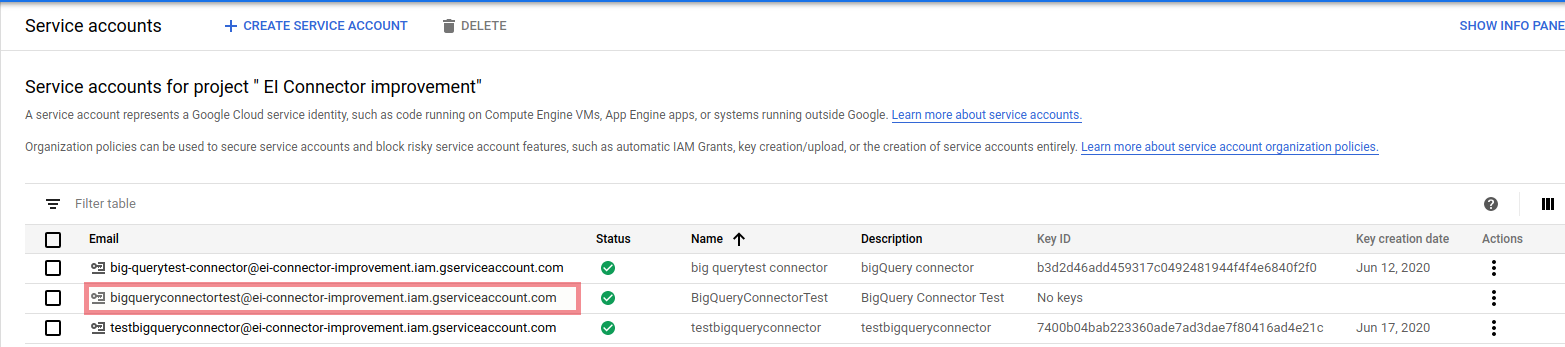 Service accounts + CREATE SERVICE ACCOUNT DELETE SHOW INFO PANE
Service accounts for project " EI Connector improvement"
A service account represents a Google Cloud service identity, such as code running on Compute Engine VMs, App Engine apps, or systems running outside Google. Learn more about service accounts.
Organization policies can be used to secure service accounts and block risky service account features, such as automatic IAM Grants, key creation/upload, or the creation of service accounts entirely. Learn more about service account organization policies.
Filter table
Email Status Name Description Key ID Key creation date Actions
big-querytest-connector@ei-connector-improvement.iam.gserviceaccount.com big querytest connector bigQuery connector b3d2d46add459317c0492481944f4f4e6840f2f0 Jun 12, 2020
bigqueryconnectortest@ei-connector-improvement.iam.gserviceaccount.com BigQueryConnectorTest BigQuery Connector Test No keys
testbigqueryconnector@ei-connector-improvement.iam.gserviceaccount.com testbigqueryconnector testbigqueryconnector 7400b04bab223360ade7ad3dae7f80416ad4e21c Jun 17, 2020